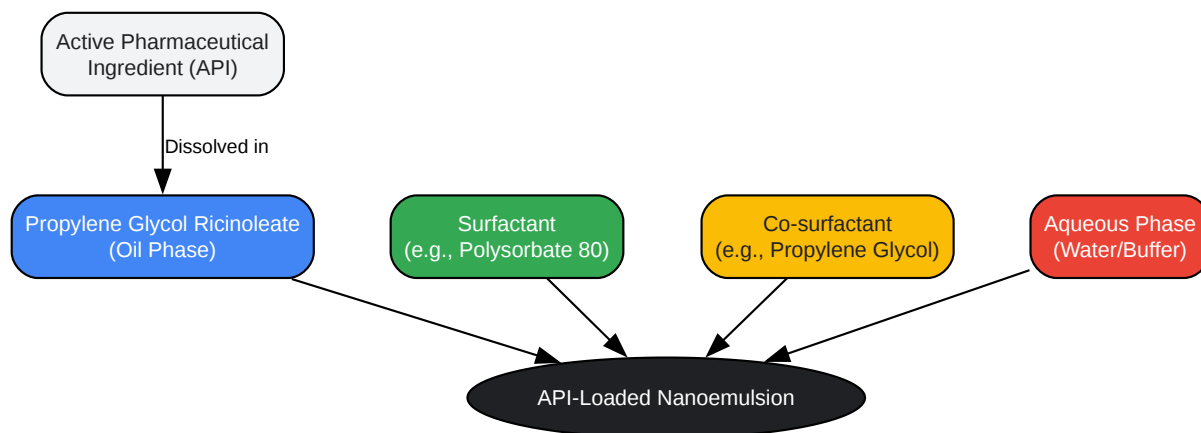 Active Pharmaceutical
Ingredient (API)
Dissolved in
Propylene Glycol Ricinoleate
(Oil Phase)
Surfactant
(e.g., Polysorbate 80)
Co-surfactant
(e.g., Propylene Glycol)
Aqueous Phase
(Water/Buffer)
API-Loaded Nanoemulsion